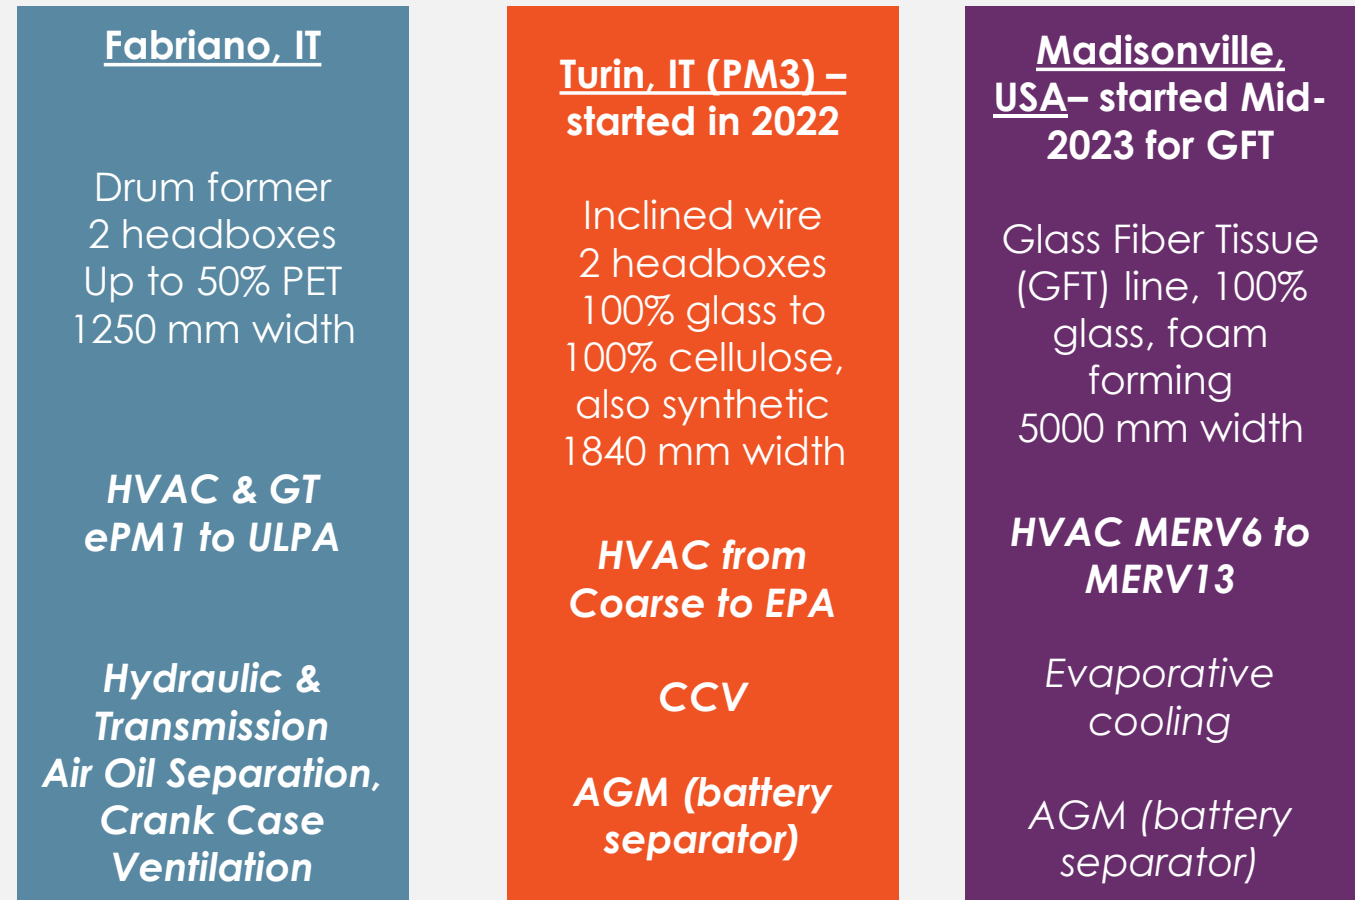 Fabriano, IT
Drum former
2 headboxes
Up to 50% PET
1250 mm width
HVAC & GT
ePM1 to ULPA
Hydraulic &
Transmission
Air Oil Separation,
Crank Case
Ventilation
Turin, IT (PM3) –
started in 2022
Inclined wire
2 headboxes
100% glass to
100% cellulose,
also synthetic
1840 mm width
HVAC from
Coarse to EPA
CCV
AGM (battery
separator)
Madisonville,
USA– started Mid-
2023 for GFT
Glass Fiber Tissue
(GFT) line, 100%
glass, foam
forming
5000 mm width
HVAC MERV6 to
MERV13
Evaporative
cooling
AGM (battery
separator)